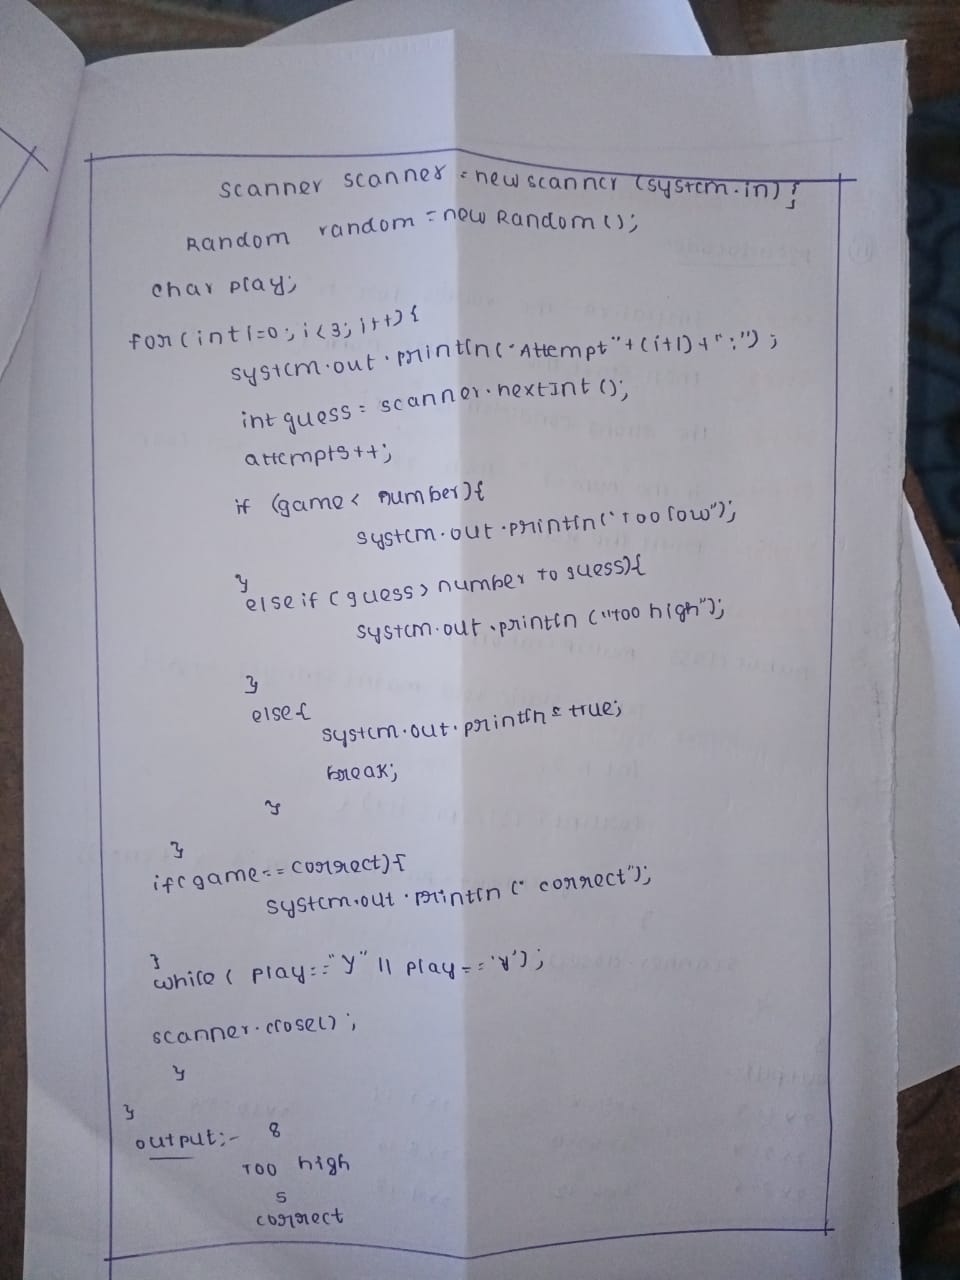 scanner scanner = new scanner (system.in);
Random random = new Random ();
char play;
for (int i=0; i<3; i++) {
system.out.println("Attempt"+(i+1)+":");
int guess = scanner.nextInt ();
attempts++;
if (game < number){
system.out.println("Too low");
}
else if (guess > number to guess){
system.out.println ("Too high");
}
else{
system.out.println = true;
break;
}
}
if(game == correct){
system.out.println (" correct");
}
while ( play=="y" || play=='Y');
scanner.close();
}
}
output:- 8
Too high
5
correct